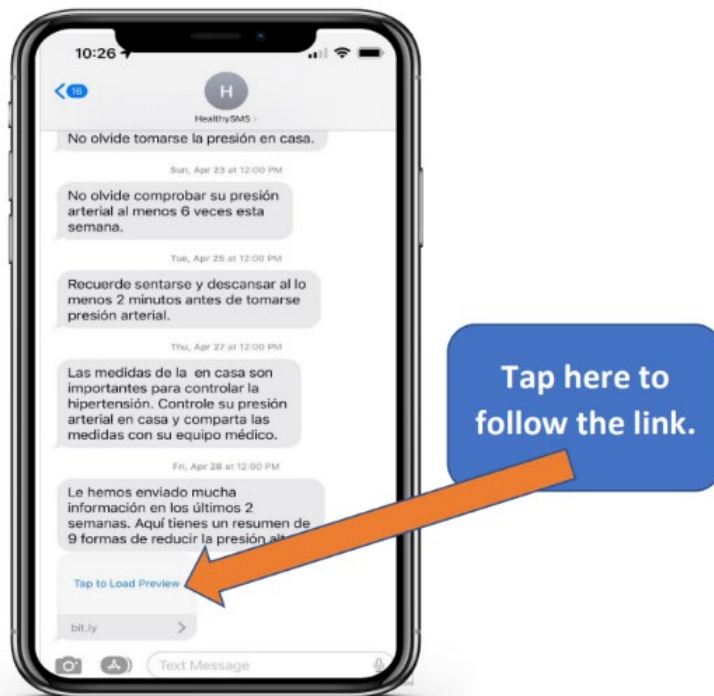 10:26
16
H
HealthySMS >
No olvide tomarse la presión en casa.
Sun, Apr 23 at 12:00 PM
No olvide comprobar su presión
arterial al menos 6 veces esta
semana.
Tue, Apr 25 at 12:00 PM
Recuerde sentarse y descansar al lo
menos 2 minutos antes de tomarse
presión arterial.
Thu, Apr 27 at 12:00 PM
Las medidas de la en casa son
importantes para controlar la
hipertensión. Controle su presión
arterial en casa y comparta las
medidas con su equipo médico.
Fri, Apr 28 at 12:00 PM
Le hemos enviado mucha
información en los últimos 2
semanas. Aquí tienes un resumen de
9 formas de reducir la presión
Tap to Load Preview
bit.ly
Text Message
Tap here to
follow the link.